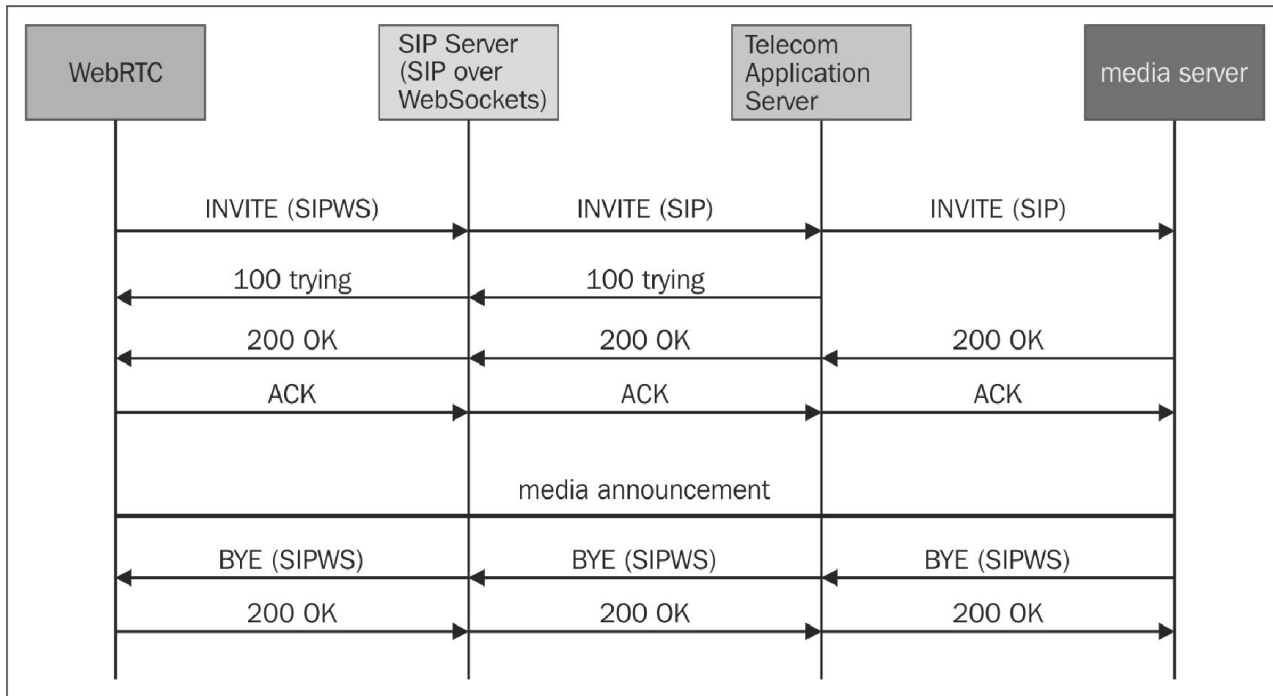 WebRTC
SIP Server
(SIP over
WebSockets)
Telecom
Application
Server
media server
INVITE (SIPWS)
INVITE (SIP)
INVITE (SIP)
100 trying
100 trying
200 OK
200 OK
200 OK
ACK
ACK
ACK
media announcement
BYE (SIPWS)
BYE (SIPWS)
BYE (SIPWS)
200 OK
200 OK
200 OK